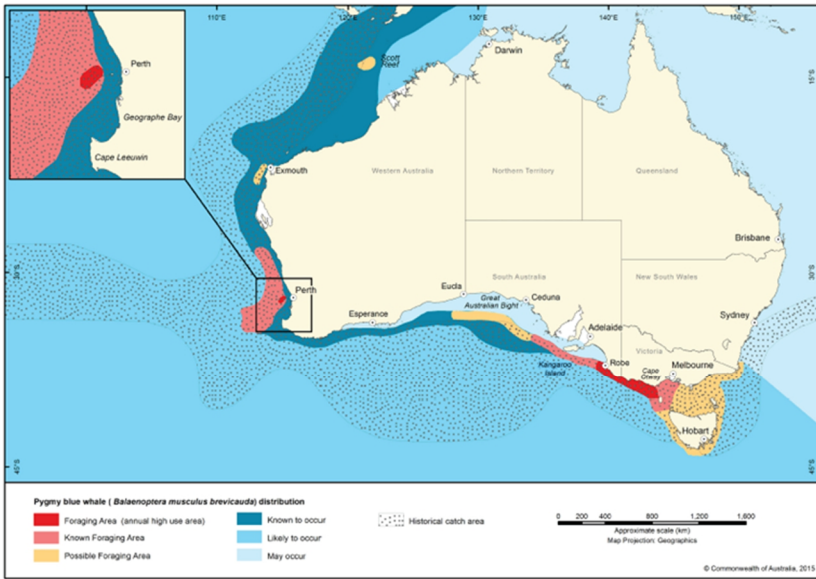 110°E
120°E
130°E
140°E
150°E
Perth
Geographe Bay
Cape Leeuwin
Scott
Reef
Darwin
15°S
15°S
Exmouth
Western Australia
Northern Territory
Queensland
Brisbane
30°S
30°S
South Australia
New South Wales
Perth
Esperance
Eucla
Great
Australian Bight
Ceduna
Adelaide
Sydney
Kangaroo
Island
Robe
Victoria
Cape
Otway
Melbourne
Hobart
45°S
45°S
Pygmy blue whale ( Balaenoptera musculus brevicauda) distribution
Foraging Area (annual high use area)
Known Foraging Area
Possible Foraging Area
Known to occur
Likely to occur
May occur
Historical catch area
0 200 400 800 1,200 1,600
Approximate scale (km)
Map Projection: Geographics
© Commonwealth of Australia, 2015